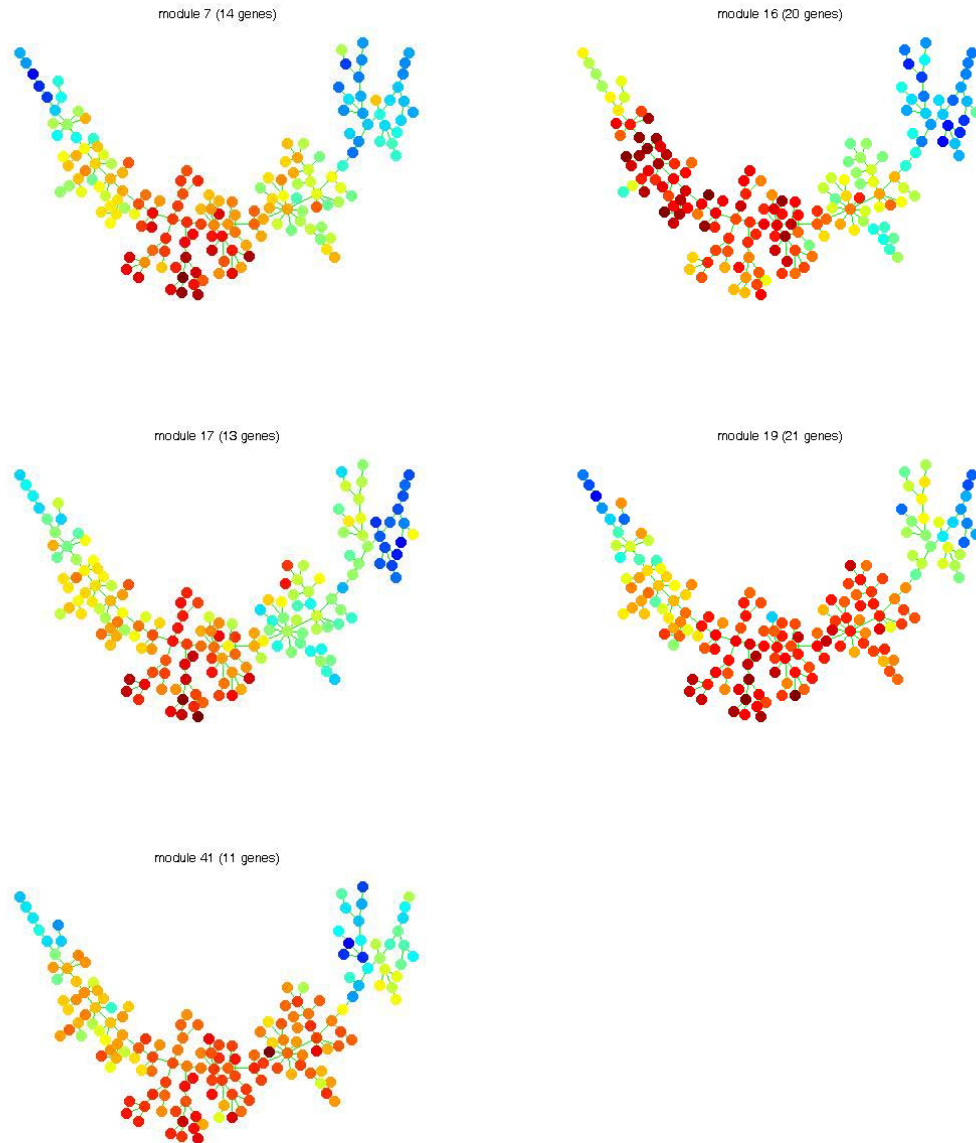 module 7 (14 genes)
module 16 (20 genes)
module 17 (13 genes)
module 19 (21 genes)
module 41 (11 genes)